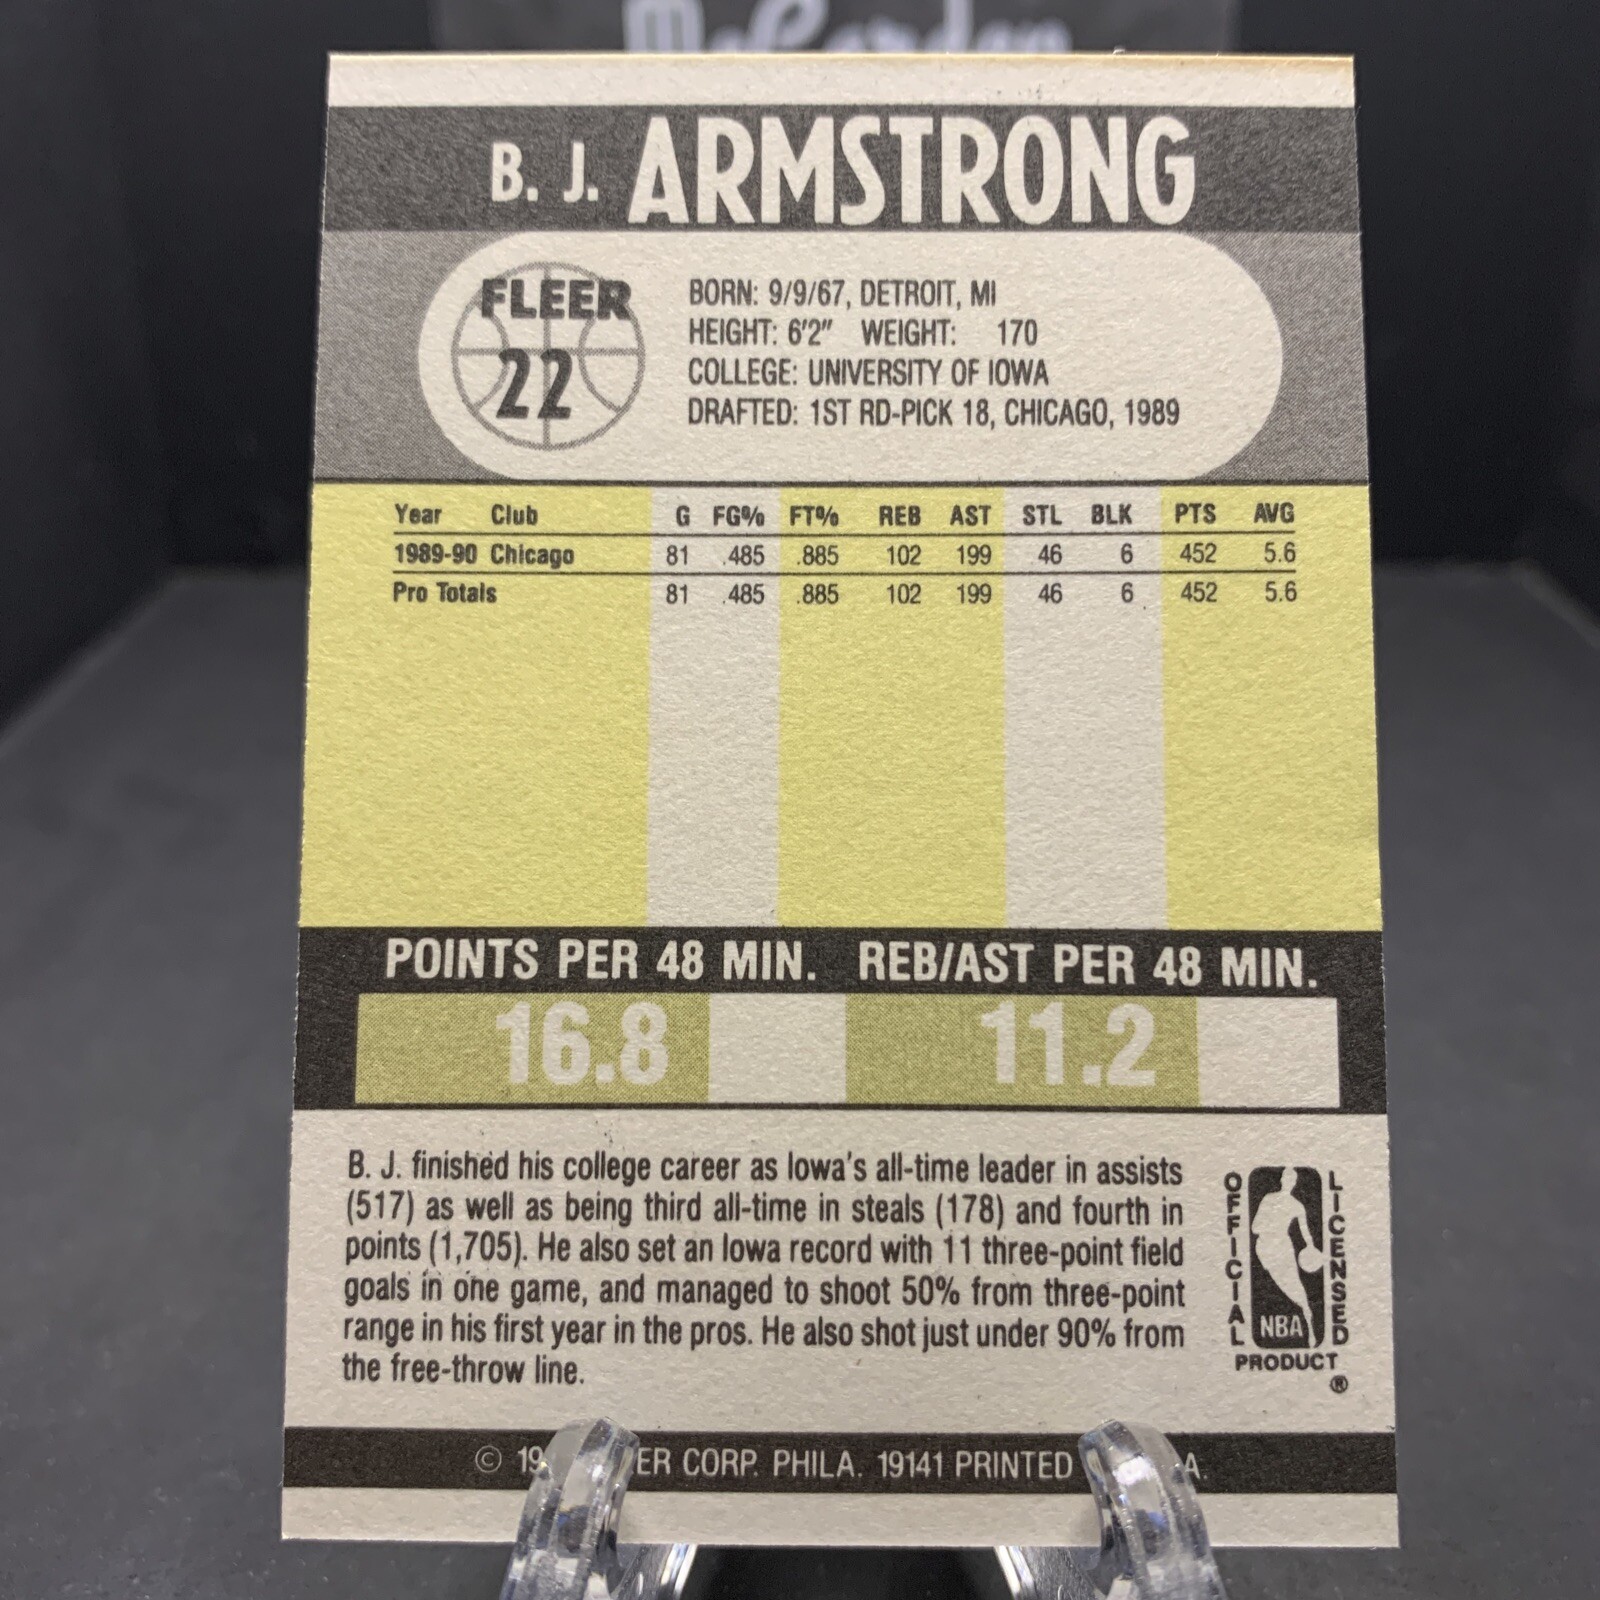 B. J. ARMSTRONG
FLEER
22
BORN: 9/9/67, DETROIT, MI
HEIGHT: 6'2" WEIGHT: 170
COLLEGE: UNIVERSITY OF IOWA
DRAFTED: 1ST RD-PICK 18, CHICAGO, 1989
Year Club G FG% FT% REB AST STL BLK PTS AVG
1989-90 Chicago 81 .485 .885 102 199 46 6 452 5.6
Pro Totals 81 .485 .885 102 199 46 6 452 5.6
POINTS PER 48 MIN. REB/AST PER 48 MIN.
16.8 11.2
B. J. finished his college career as Iowa's all-time leader in assists
(517) as well as being third all-time in steals (178) and fourth in
points (1,705). He also set an Iowa record with 11 three-point field
goals in one game, and managed to shoot 50% from three-point
range in his first year in the pros. He also shot just under 90% from
the free-throw line.
OFFICIAL LICENSED
NBA
PRODUCT
®
© CORP. PHILA. 19141 PRINTED